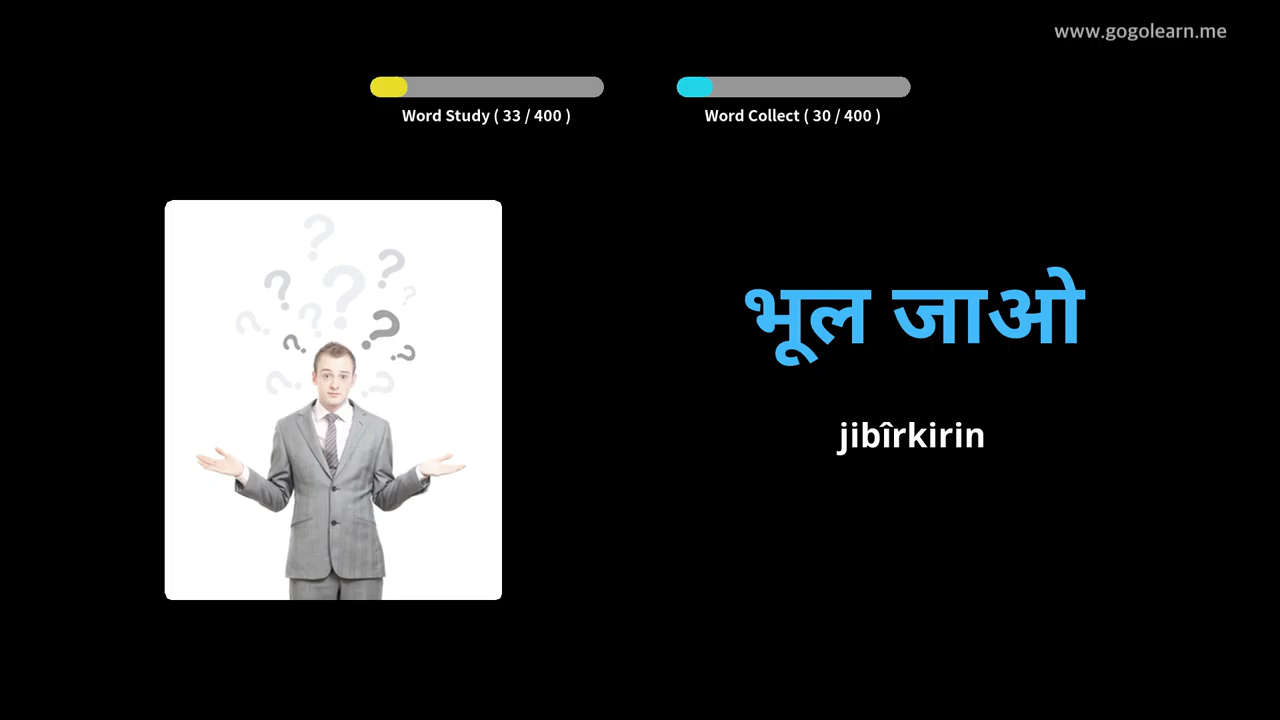 www.gogolearn.me
Word Study ( 33 / 400 )
Word Collect ( 30 / 400 )
भूल जाओ
jibîrkirin